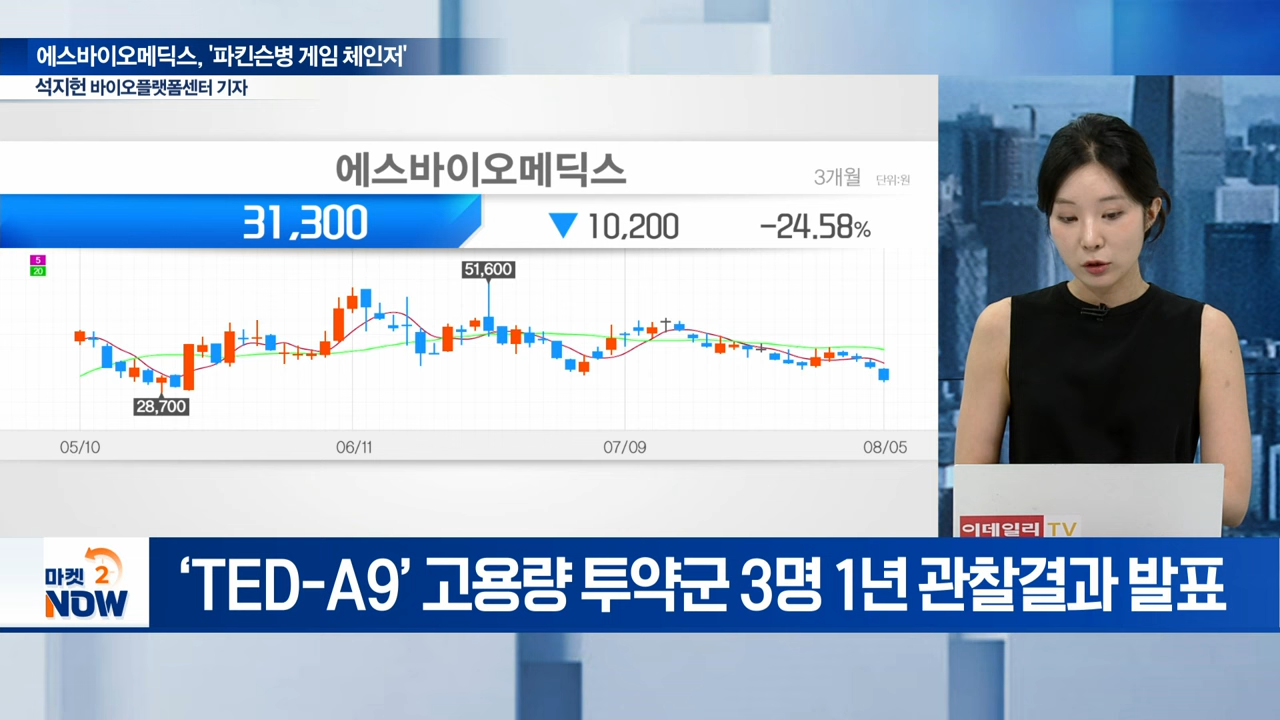 에스바이오메딕스, '파킨슨병 게임 체인저'
석지헌 바이오플랫폼센터 기자
에스바이오메딕스
3개월 단위:원
31,300 ▼ 10,200 -24.58%
5
20
51,600
28,700
05/10 06/11 07/09 08/05
이데일리 TV
마켓 2
NOW
‘TED-A9’ 고용량 투약군 3명 1년 관찰결과 발표